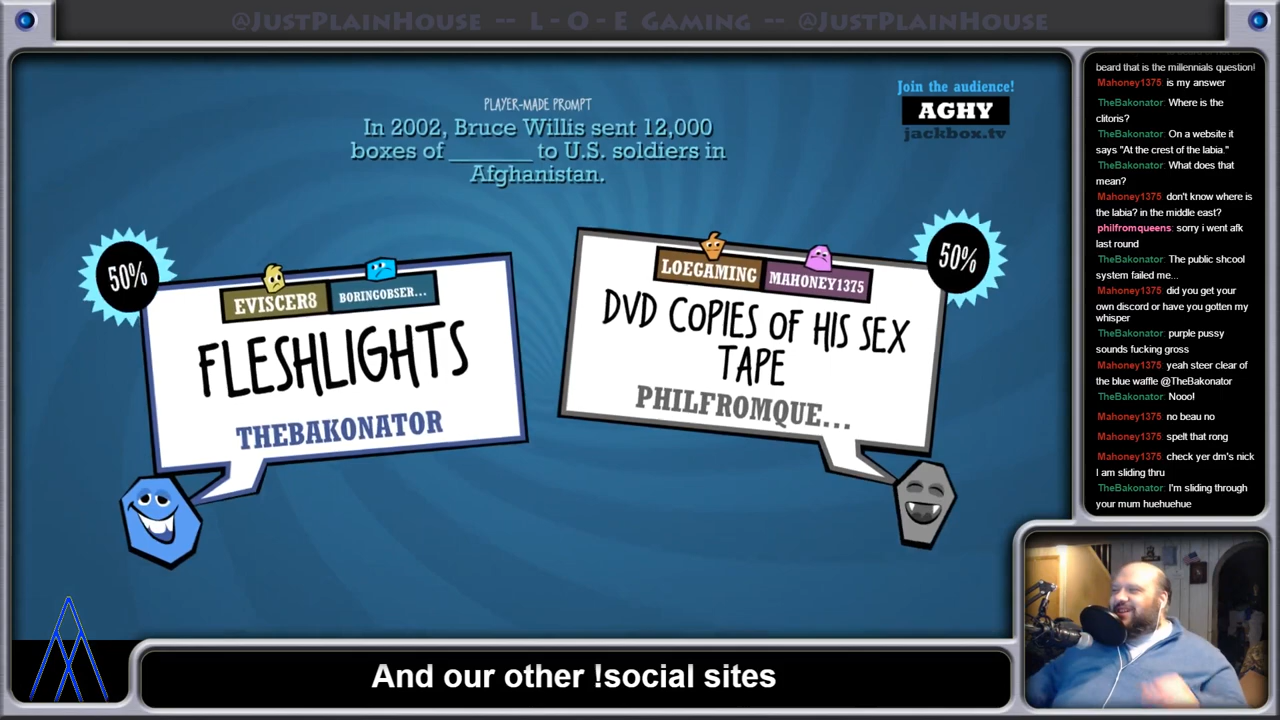 @JustPlainHouse -- L - O - E Gaming -- @JustPlainHouse
PLAYER-MADE PROMPT
In 2002, Bruce Willis sent 12,000
boxes of ________ to U.S. soldiers in
Afghanistan.
Join the audience!
AGHY
jackbox.tv
50%
EVISCER8
BORINGOBSER...
FLESHLIGHTS
THEBAKONATOR
50%
LOEGAMING
MAHONEY1375
DVD COPIES OF HIS SEX
TAPE
PHILFROMQUE...
beard that is the millennials question!
Mahoney1375: is my answer
TheBakonator: Where is the
clitoris?
TheBakonator: On a website it
says "At the crest of the labia."
TheBakonator: What does that
mean?
Mahoney1375: don't know where is
the labia? in the middle east?
philfromqueens: sorry i went afk
last round
TheBakonator: The public shcool
system failed me...
Mahoney1375: did you get your
own discord or have you gotten my
whisper
TheBakonator: purple pussy
sounds fucking gross
Mahoney1375: yeah steer clear of
the blue waffle @TheBakonator
TheBakonator: Nooo!
Mahoney1375: no beau no
Mahoney1375: spelt that rong
Mahoney1375: check yer dm's nick
I am sliding thru
TheBakonator: I'm sliding through
your mum huehuehue
And our other !social sites